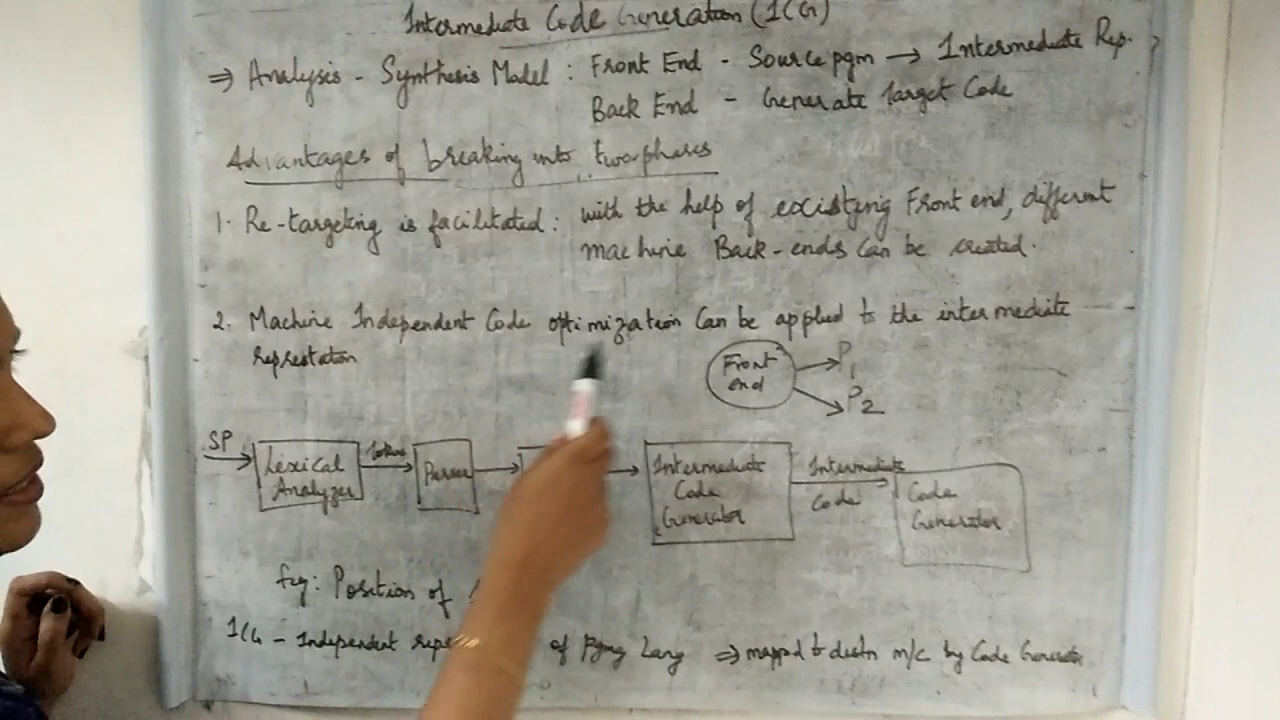 Intermediate Code Generation (ICG)
⇒ Analysis - Synthesis Model : Front End - Source pgm → Intermediate Rep.
Back End - Generate Target Code
Advantages of breaking into two phases
1. Re-targeting is facilitated : with the help of existing Front end, different
machine Back-ends can be created.
2. Machine Independent Code optimization Can be applied to the intermediate
represtation
Front end → P1
→ P2
SP → Lexical Analyzer → tokens → Parser → → Intermediate Code Generator → Intermediate Code → Code Generator
fig: Position of
ICG - Independent of Pgmg Lang ⇒ mapped to destn m/c by Code Generator